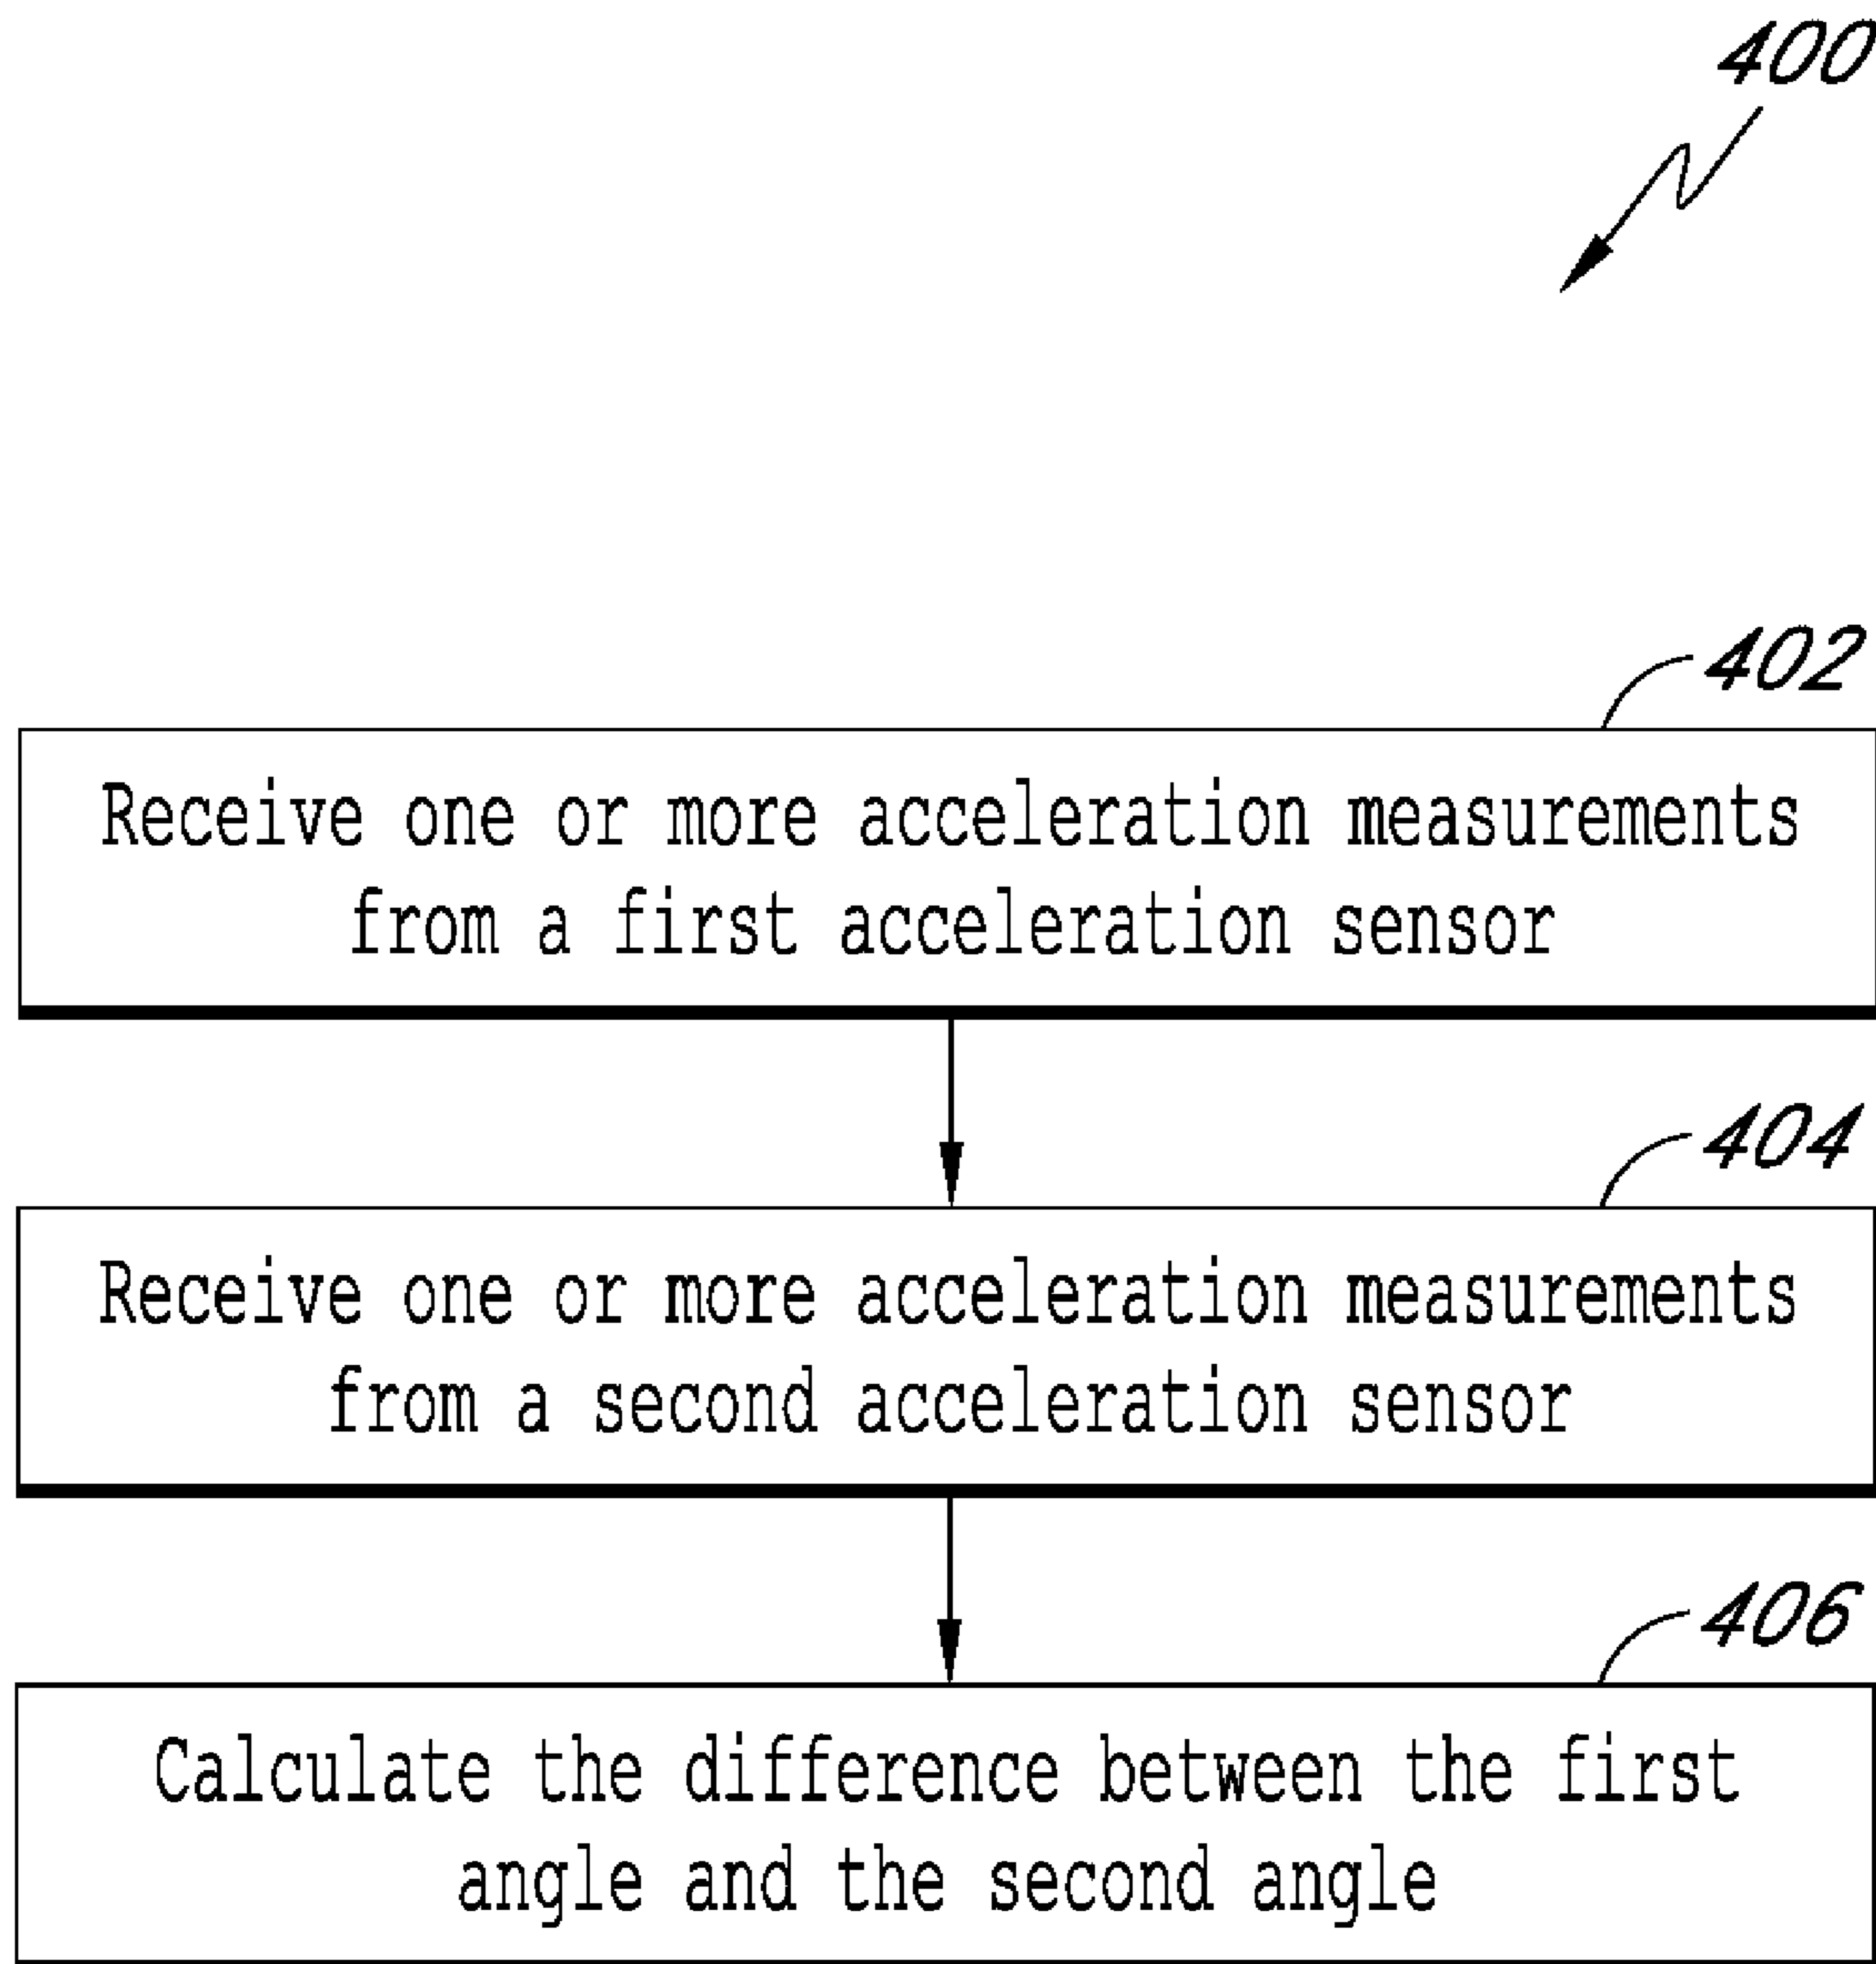 400
402
Receive one or more acceleration measurements
from a first acceleration sensor
404
Receive one or more acceleration measurements
from a second acceleration sensor
406
Calculate the difference between the first
angle and the second angle